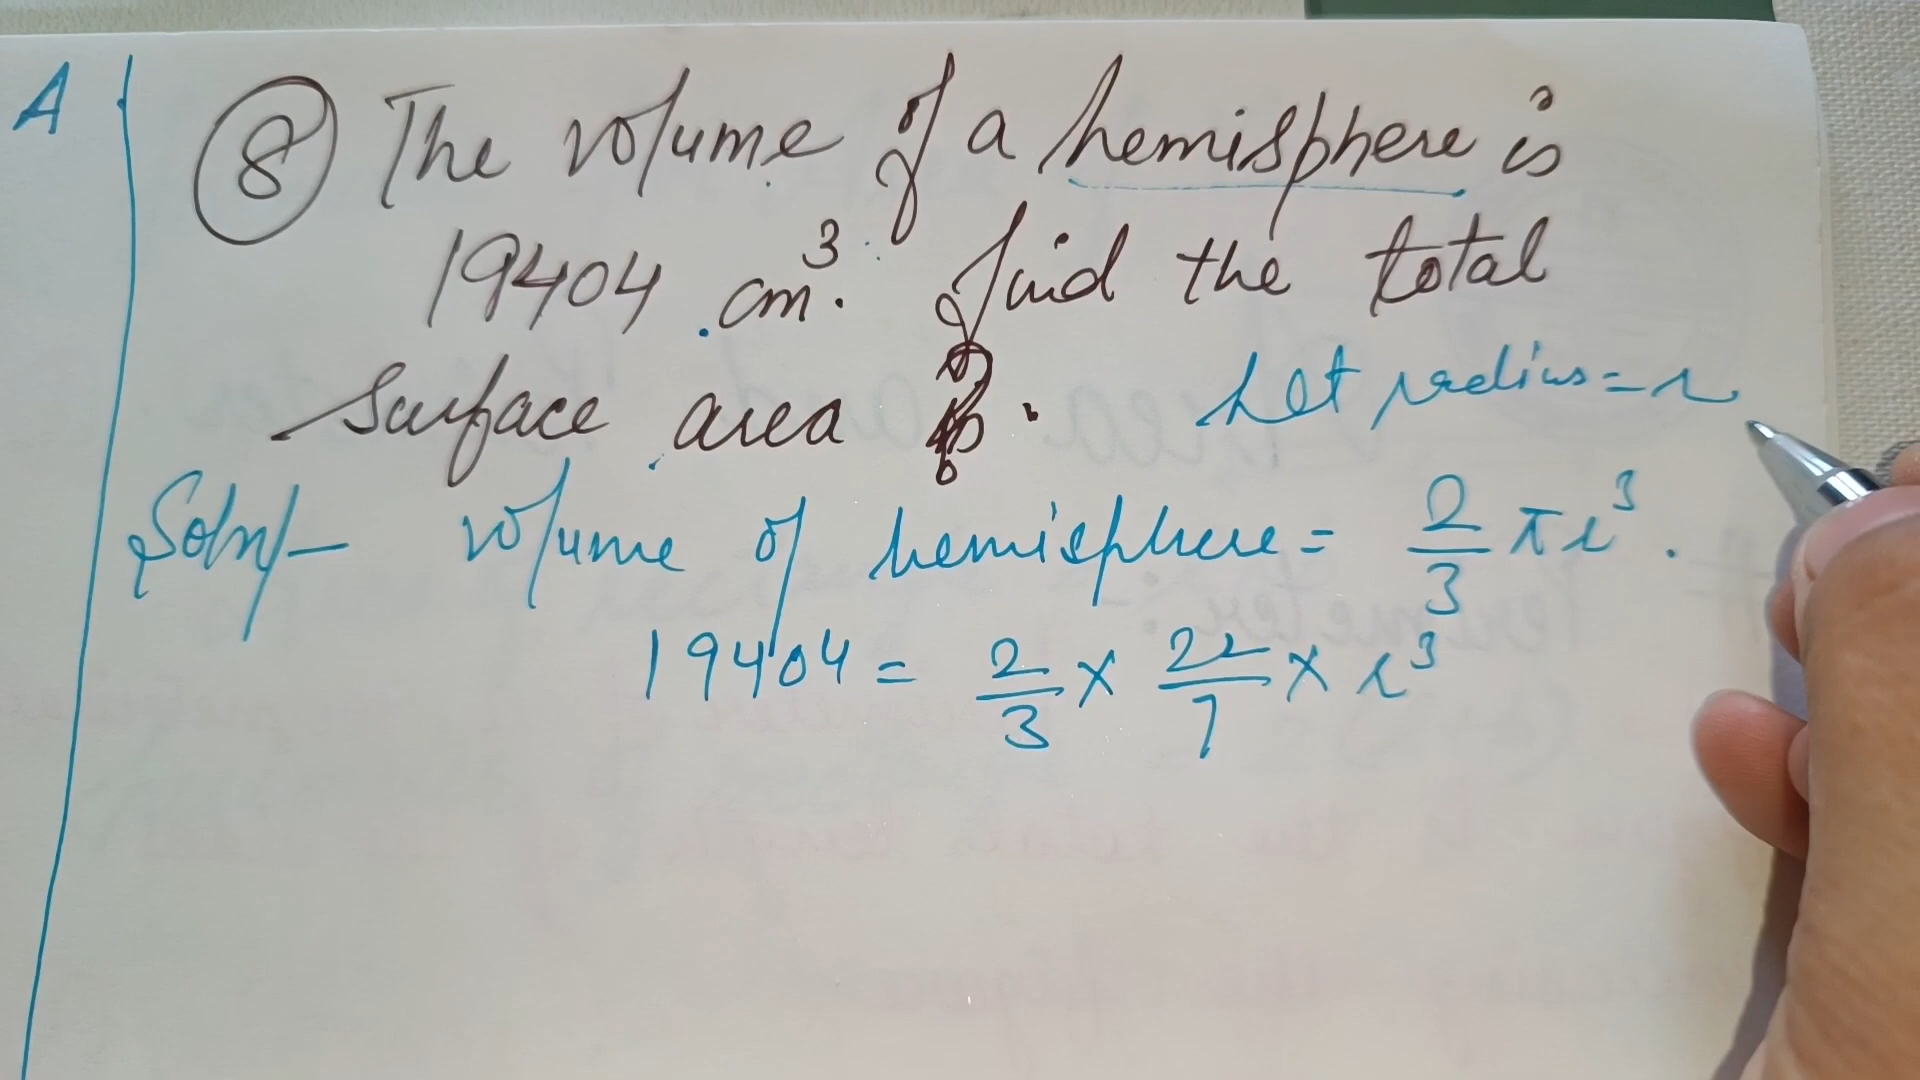 A
⑧ The volume of a hemisphere is
19404 cm³. find the total
surface area .
Let radius = r
Soln/- volume of hemisphere = 2/3 πr³.
19404 = 2/3 × 22/7 × r³